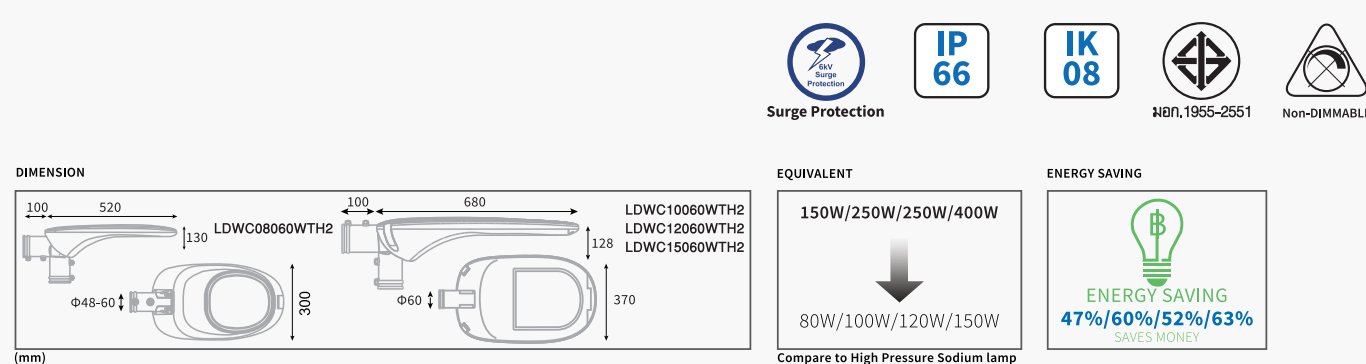 6kV
Surge
Protection
Surge Protection
IP
66
IK
08
มอก.1955-2551
Non-DIMMABL
DIMENSION
100
520
130
LDWC08060WTH2
Φ48-60
300
100
680
128
LDWC10060WTH2
LDWC12060WTH2
LDWC15060WTH2
Φ60
370
(mm)
EQUIVALENT
150W/250W/250W/400W
80W/100W/120W/150W
Compare to High Pressure Sodium lamp
ENERGY SAVING
฿
ENERGY SAVING
47%/60%/52%/63%
SAVES MONEY